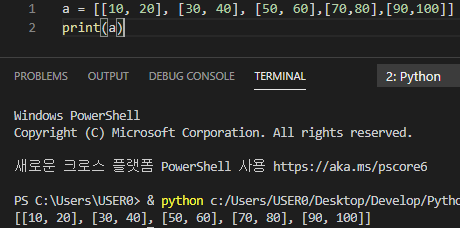 1 a = [[10, 20], [30, 40], [50, 60],[70,80],[90,100]]
2 print(a)
PROBLEMS OUTPUT DEBUG CONSOLE TERMINAL 2: Python
Windows PowerShell
Copyright (C) Microsoft Corporation. All rights reserved.
새로운 크로스 플랫폼 PowerShell 사용 https://aka.ms/pscore6
PS C:\Users\USER0> & python c:/Users/USER0/Desktop/Develop/Pytho
[[10, 20], [30, 40], [50, 60], [70, 80], [90, 100]]